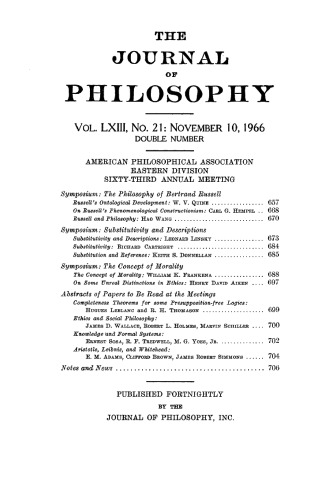 THE
JOURNAL
OF
PHILOSOPHY
VOL. LXIII, No. 21: NOVEMBER 10, 1966
DOUBLE NUMBER
AMERICAN PHILOSOPHICAL ASSOCIATION
EASTERN DIVISION
SIXTY-THIRD ANNUAL MEETING
Symposium: The Philosophy of Bertrand Russell
Russell's Ontological Development: W. V. QUINE ................ 657
On Russell's Phenomenological Constructionism: CARL G. HEMPEL .. 668
Russell and Philosophy: HAO WANG ................ 670
Symposium: Substitutivity and Descriptions
Substitutivity and Descriptions: LEONARD LINSKY ................ 673
Substitutivity: RICHARD CARTWRIGHT ................ 684
Substitution and Reference: KEITH S. DONNELLAN ................ 685
Symposium: The Concept of Morality
The Concept of Morality: WILLIAM K. FRANKENA ................ 688
On Some Unreal Distinctions in Ethics: HENRY DAVID AIKEN .... 697
Abstracts of Papers to Be Read at the Meetings
Completeness Theorems for some Presupposition-free Logics:
HUGUES LEBLANC and R. H. THOMASON ................ 699
Ethics and Social Philosophy:
JAMES D. WALLACE, ROBERT L. HOLMES, MARVIN SCHILLER .... 700
Knowledge and Formal Systems:
ERNEST SOSA, R. F. TREDWELL, M. G. YOES, JR. ................ 702
Aristotle, Leibniz, and Whitehead:
E. M. ADAMS, CLIFFORD BROWN, JAMES ROBERT SIMMONS ...... 704
Notes and News ................ 706
PUBLISHED FORTNIGHTLY
BY THE
JOURNAL OF PHILOSOPHY, INC.